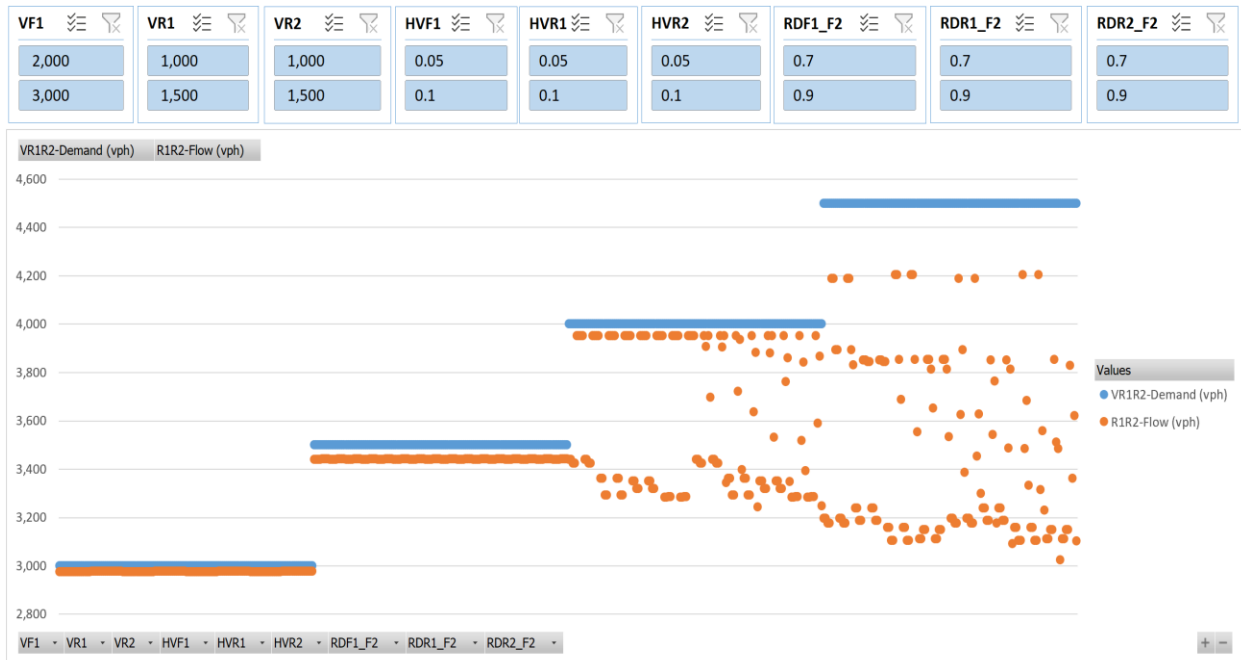 VF1 VR1 VR2 HVF1 HVR1 HVR2 RDF1_F2 RDR1_F2 RDR2_F2
2,000 1,000 1,000 0.05 0.05 0.05 0.7 0.7 0.7
3,000 1,500 1,500 0.1 0.1 0.1 0.9 0.9 0.9
VR1R2-Demand (vph) R1R2-Flow (vph)
4,600
4,400
4,200
4,000
3,800
3,600
3,400
3,200
3,000
2,800
Values
VR1R2-Demand (vph)
R1R2-Flow (vph)
VF1 VR1 VR2 HVF1 HVR1 HVR2 RDF1_F2 RDR1_F2 RDR2_F2
+ −